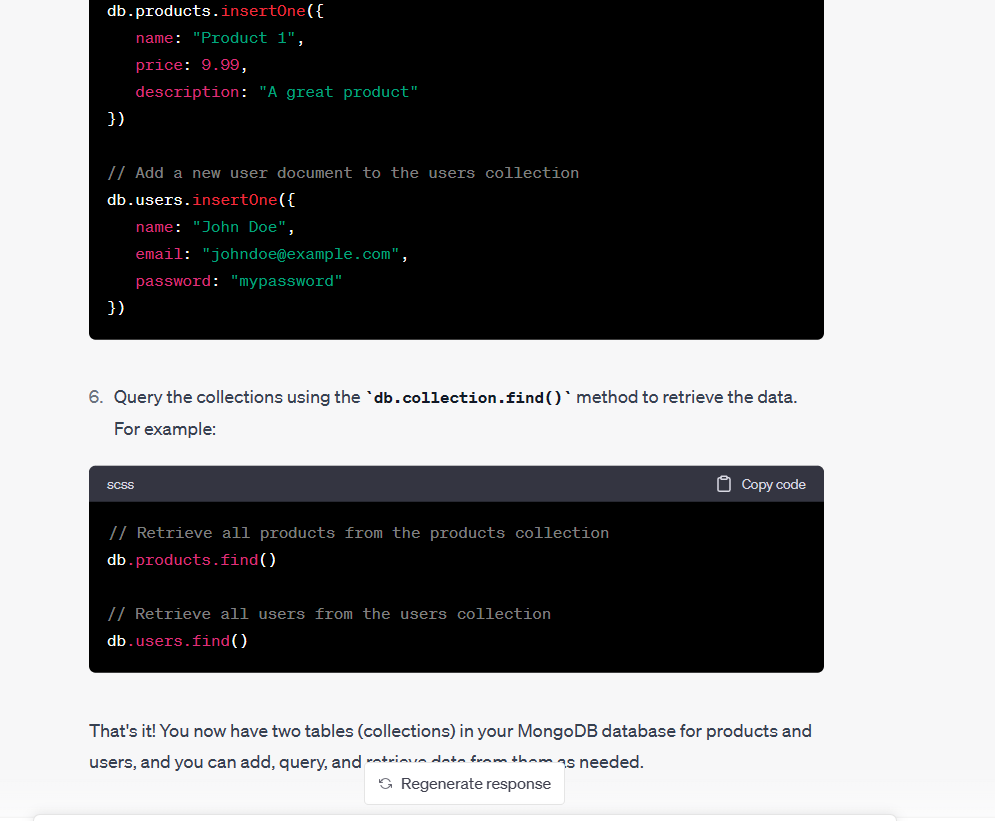 db.products.insertOne({
name: "Product 1",
price: 9.99,
description: "A great product"
})
// Add a new user document to the users collection
db.users.insertOne({
name: "John Doe",
email: "johndoe@example.com",
password: "mypassword"
})
6. Query the collections using the `db.collection.find()` method to retrieve the data.
For example:
scss Copy code
// Retrieve all products from the products collection
db.products.find()
// Retrieve all users from the users collection
db.users.find()
That's it! You now have two tables (collections) in your MongoDB database for products and
users, and you can add, query, and retrieve data from them as needed.
Regenerate response